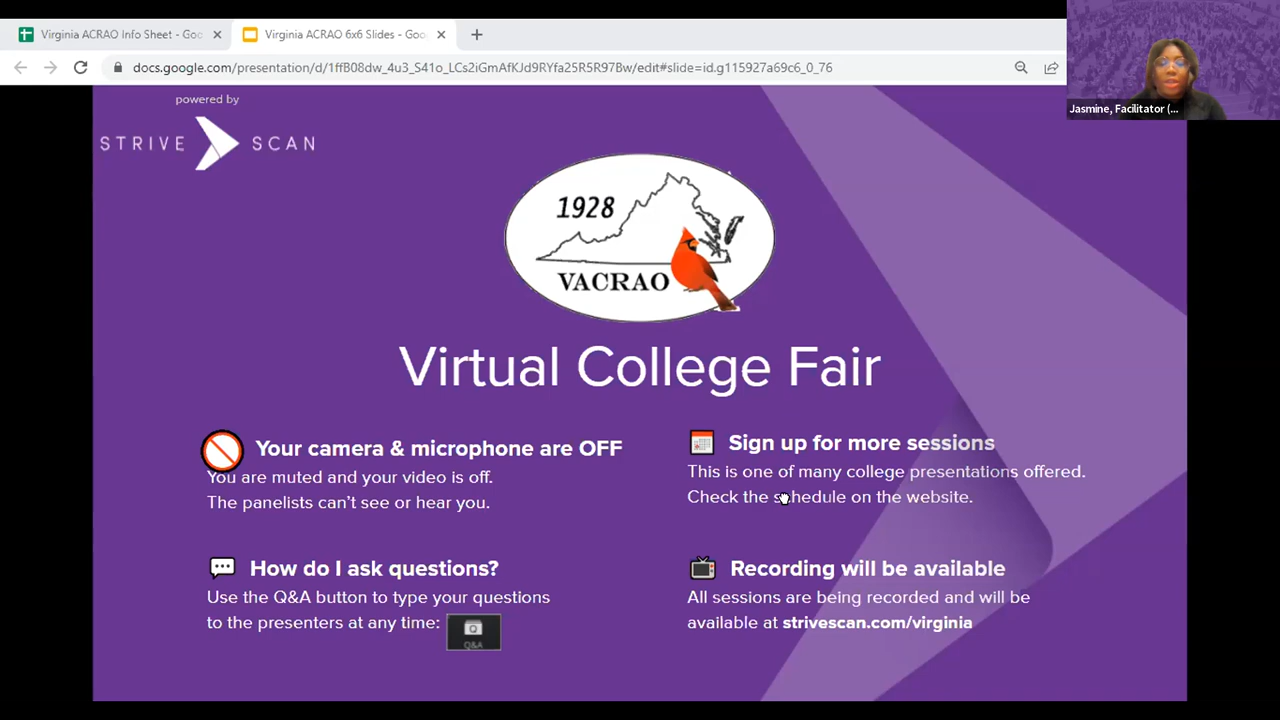 Virginia ACRAO Info Sheet - Goo
Virginia ACRAO 6x6 Slides - Goo
docs.google.com/presentation/d/1ffB08dw_4u3_S41o_LCs2iGmAfKJd9RYfa25R5R97Bw/edit#slide=id.g115927a69c6_0_76
Jasmine, Facilitator (...
powered by
STRIVE SCAN
1928
VACRAO
Virtual College Fair
Your camera & microphone are OFF
You are muted and your video is off.
The panelists can't see or hear you.
Sign up for more sessions
This is one of many college presentations offered.
Check the schedule on the website.
How do I ask questions?
Use the Q&A button to type your questions
to the presenters at any time:
Q&A
Recording will be available
All sessions are being recorded and will be
available at strivescan.com/virginia